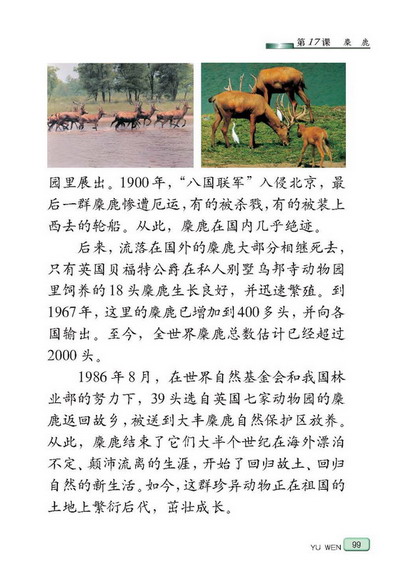 第17课 麋 鹿
园里展出。1900年，“八国联军”入侵北京，最
后一群麋鹿惨遭厄运，有的被杀戮，有的被装上
西去的轮船。从此，麋鹿在国内几乎绝迹。
后来，流落在国外的麋鹿大部分相继死去，
只有英国贝福特公爵在私人别墅乌邦寺动物园
里饲养的18头麋鹿生长良好，并迅速繁殖。到
1967年，这里的麋鹿已增加到400多头，并向各
国输出。至今，全世界麋鹿总数估计已经超过
2000头。
1986年8月，在世界自然基金会和我国林
业部的努力下，39头选自英国七家动物园的麋
鹿返回故乡，被送到大丰麋鹿自然保护区放养。
从此，麋鹿结束了它们大半个世纪在海外漂泊
不定、颠沛流离的生涯，开始了回归故土、回归
自然的新生活。如今，这群珍异动物正在祖国的
土地上繁衍后代，茁壮成长。
YU WEN 99